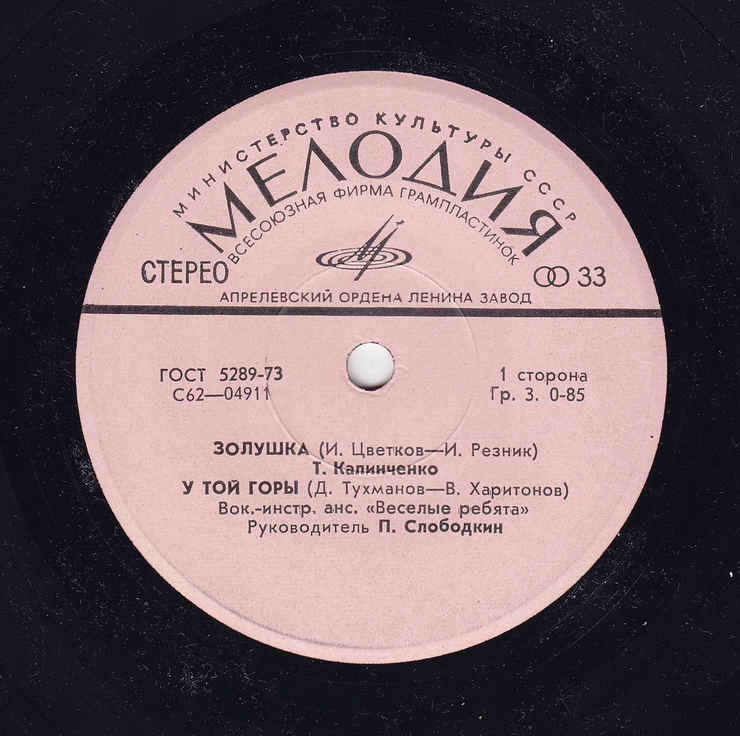 МИНИСТЕРСТВО КУЛЬТУРЫ СССР
МЕЛОДИЯ
ВСЕСОЮЗНАЯ ФИРМА ГРАМПЛАСТИНОК
СТЕРЕО
33
АПРЕЛЕВСКИЙ ОРДЕНА ЛЕНИНА ЗАВОД
ГОСТ 5289-73
1 сторона
С62—04911
Гр. 3. 0-85
ЗОЛУШКА (И. Цветков—И. Резник)
Т. Калинченко
У ТОЙ ГОРЫ (Д. Тухманов—В. Харитонов)
Вок.-инстр. анс. «Веселые ребята»
Руководитель П. Слободкин